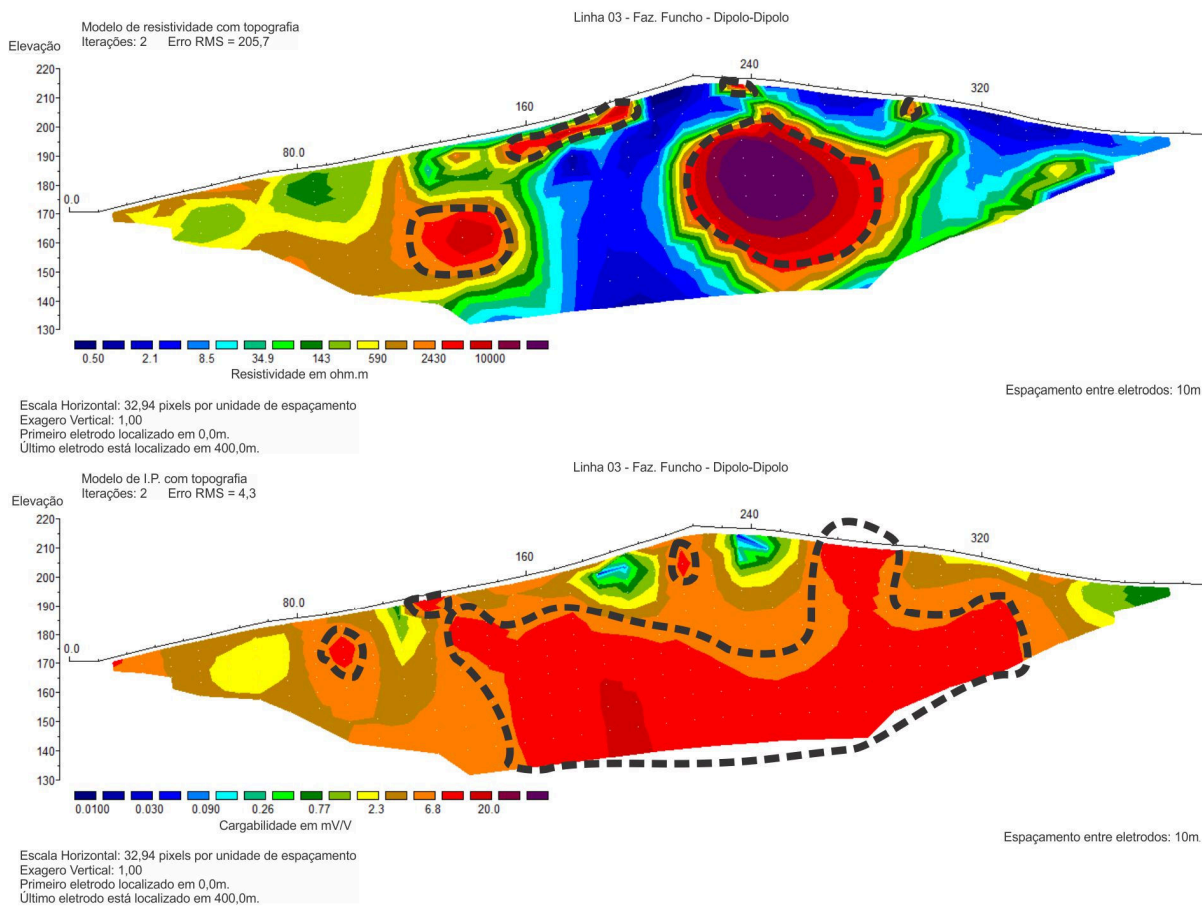 Linha 03 - Faz. Funcho - Dipolo-Dipolo
Modelo de resistividade com topografia
Iterações: 2 Erro RMS = 205,7
Elevação
220
210
200
190
180
170
160
150
140
130
0.0
80.0
160
240
320
0.50 2.1 8.5 34.9 143 590 2430 10000
Resistividade em ohm.m
Espaçamento entre eletrodos: 10m
Escala Horizontal: 32,94 pixels por unidade de espaçamento
Exagero Vertical: 1,00
Primeiro eletrodo localizado em 0,0m.
Último eletrodo está localizado em 400,0m.
Linha 03 - Faz. Funcho - Dipolo-Dipolo
Modelo de I.P. com topografia
Iterações: 2 Erro RMS = 4,3
Elevação
220
210
200
190
180
170
160
150
140
130
0.0
80.0
160
240
320
0.0100 0.030 0.090 0.26 0.77 2.3 6.8 20.0
Cargabilidade em mV/V
Espaçamento entre eletrodos: 10m
Escala Horizontal: 32,94 pixels por unidade de espaçamento
Exagero Vertical: 1,00
Primeiro eletrodo localizado em 0,0m.
Último eletrodo está localizado em 400,0m.